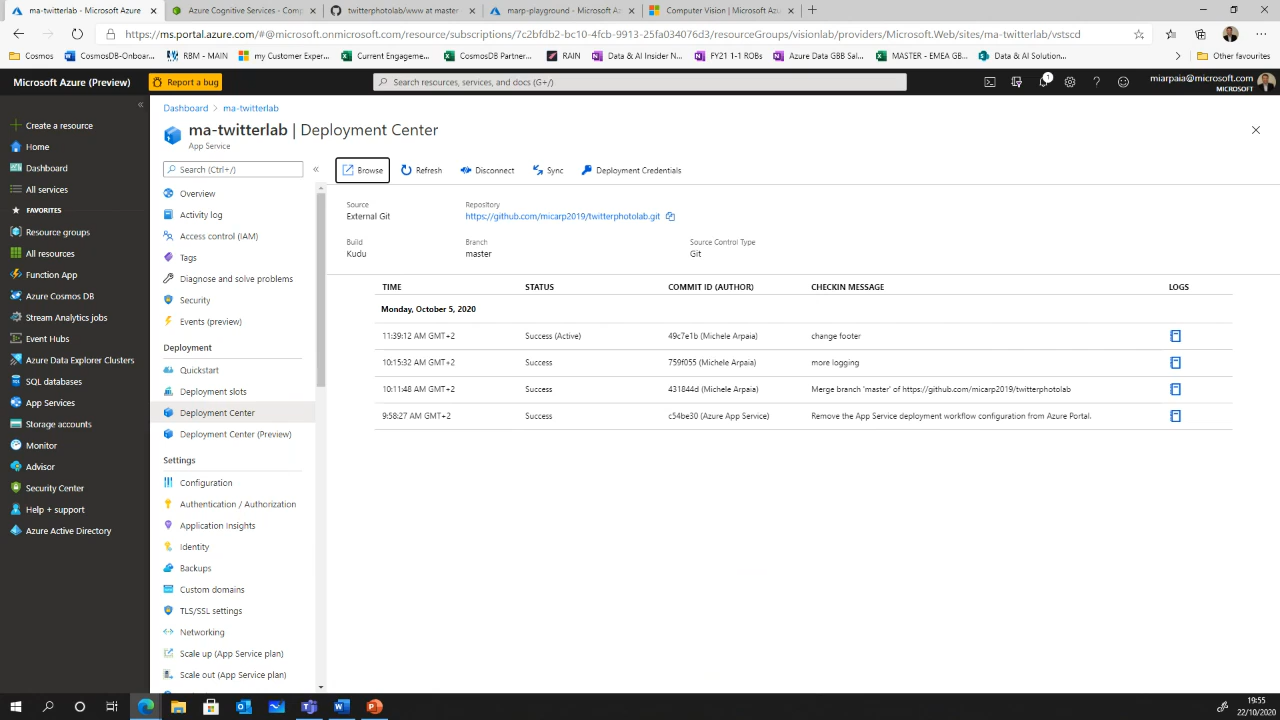 ma-twitterlab - Microsoft Azure
Azure Cognitive Services - Comp
twitterphotolab/www at master
marp-playground - Microsoft Az
Computer Vision | Microsoft Azu
https://ms.portal.azure.com/#@microsoft.onmicrosoft.com/resource/subscriptions/7c2bfdb2-bc10-4fcb-9913-25fa034076d3/resourceGroups/visionlab/providers/Microsoft.Web/sites/ma-twitterlab/vstscd
Cosmos
CosmosDB-Onboar...
RBM - MAIN
my Customer Exper...
Current Engagement...
CosmosDB Partner...
RAIN
Data & AI Insider N...
FY21 1-1 ROBs
Azure Data GBB Sal...
MASTER - EMEA GB...
Data & AI Solution...
Other favourites
Microsoft Azure (Preview)
Report a bug
Search resources, services, and docs (G+/)
1
miarpaia@microsoft.com
MICROSOFT
Create a resource
Home
Dashboard
All services
FAVORITES
Resource groups
All resources
Function App
Azure Cosmos DB
Stream Analytics jobs
Event Hubs
Azure Data Explorer Clusters
SQL databases
App Services
Storage accounts
Monitor
Advisor
Security Center
Help + support
Azure Active Directory
Dashboard > ma-twitterlab
ma-twitterlab | Deployment Center
App Service
Search (Ctrl+/)
Overview
Activity log
Access control (IAM)
Tags
Diagnose and solve problems
Security
Events (preview)
Deployment
Quickstart
Deployment slots
Deployment Center
Deployment Center (Preview)
Settings
Configuration
Authentication / Authorization
Application Insights
Identity
Backups
Custom domains
TLS/SSL settings
Networking
Scale up (App Service plan)
Scale out (App Service plan)
Browse
Refresh
Disconnect
Sync
Deployment Credentials
Source
External Git
Repository
https://github.com/micarp2019/twitterphotolab.git
Build
Kudu
Branch
master
Source Control Type
Git
TIME STATUS COMMIT ID (AUTHOR) CHECKIN MESSAGE LOGS
Monday, October 5, 2020
11:39:12 AM GMT+2 Success (Active) 49c7e1b (Michele Arpaia) change footer
10:15:32 AM GMT+2 Success 759f055 (Michele Arpaia) more logging
10:11:48 AM GMT+2 Success 431844d (Michele Arpaia) Merge branch 'master' of https://github.com/micarp2019/twitterphotolab
9:58:27 AM GMT+2 Success c54be30 (Azure App Service) Remove the App Service deployment workflow configuration from Azure Portal.
19:55
22/10/2020